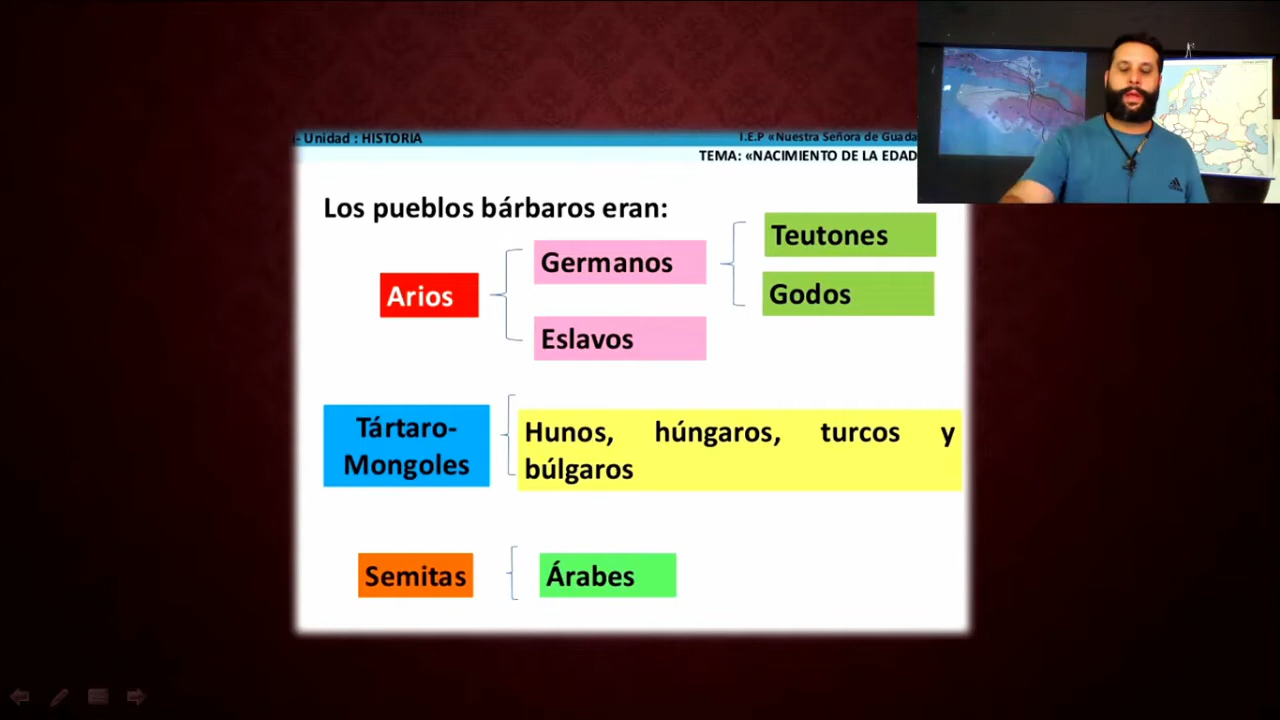 Unidad : HISTORIA
I.E.P «Nuestra Señora de
TEMA: «NACIMIENTO DE LA EDAD
Los pueblos bárbaros eran:
Teutones
Germanos
Godos
Arios
Eslavos
Tártaro-
Mongoles
Hunos, húngaros, turcos y
búlgaros
Semitas
Árabes